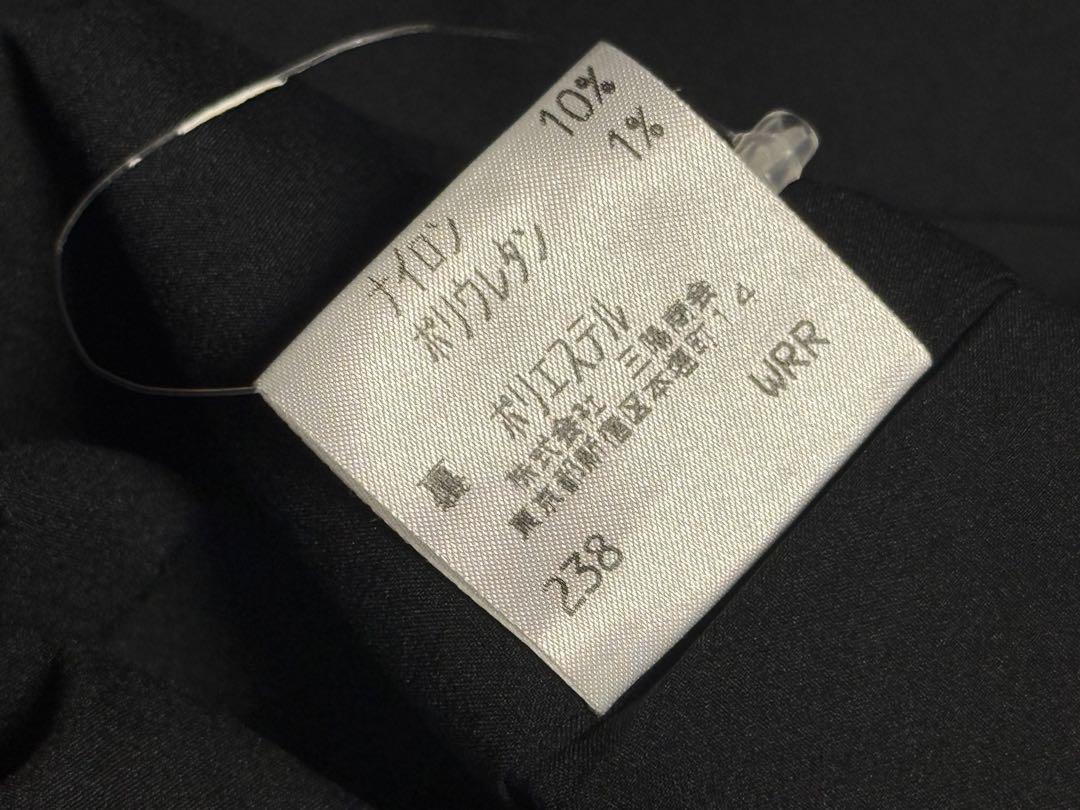 ナイロン 10%
ポリウレタン 1%
裏 ポリエステル
株式会社 三陽商会
東京都新宿区本塩町14
238 WRR